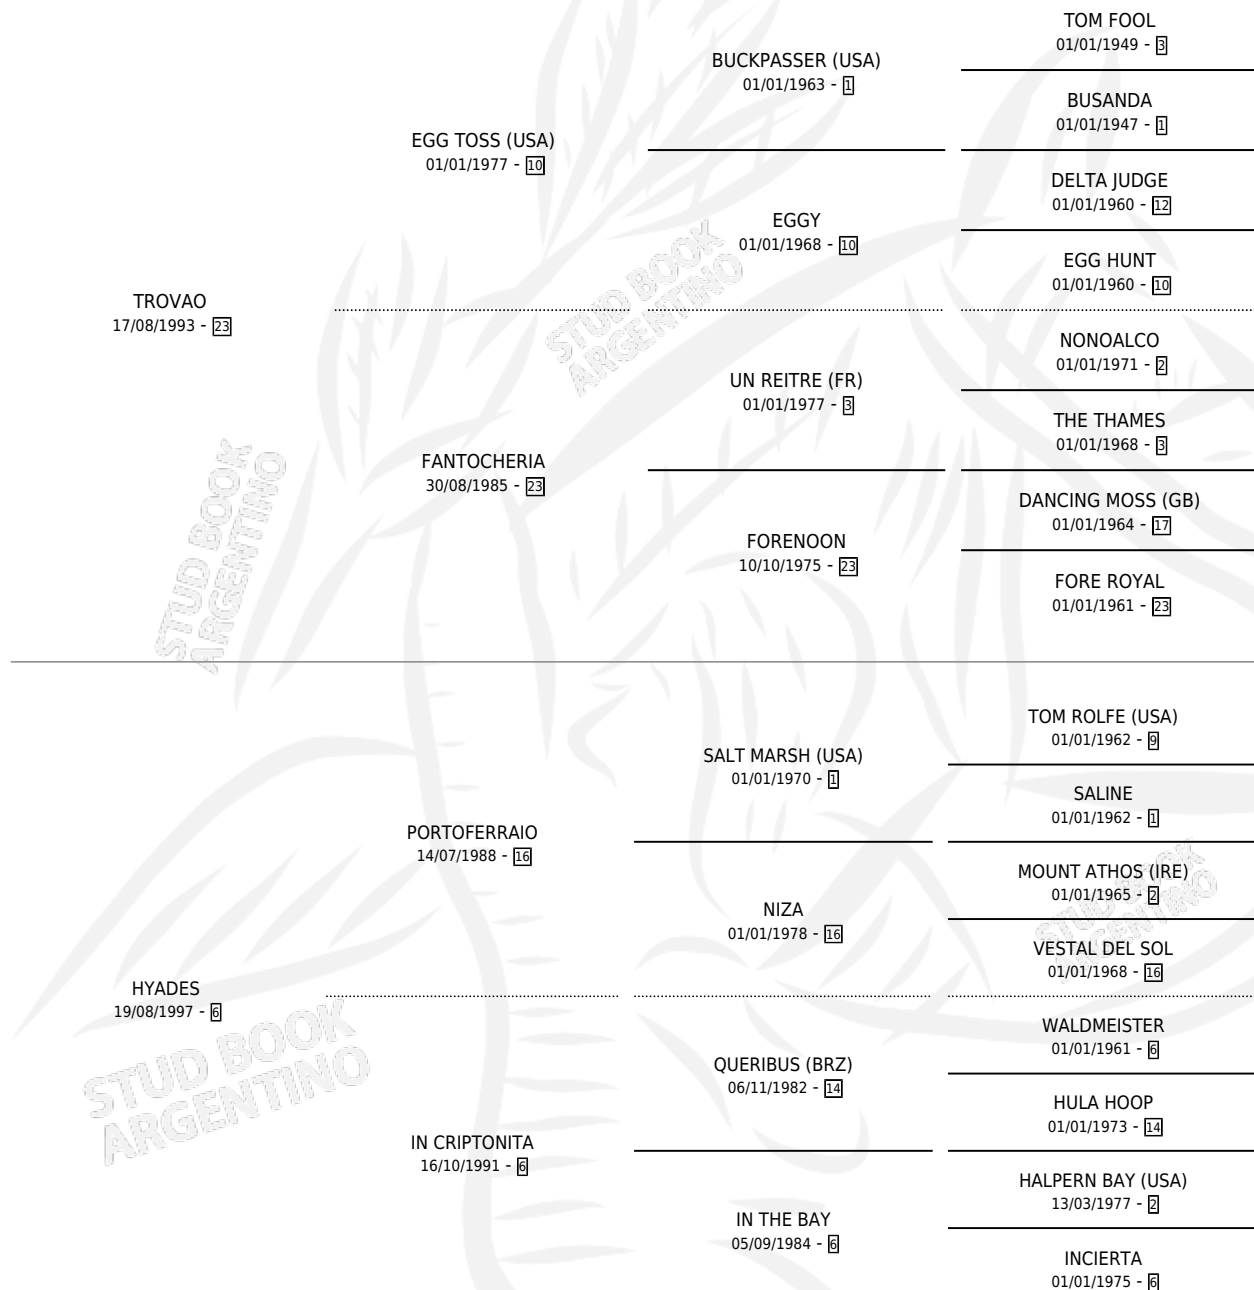 TOM FOOL
01/01/1949 - 3
BUCKPASSER (USA)
01/01/1963 - 1
BUSANDA
01/01/1947 - 1
EGG TOSS (USA)
01/01/1977 - 10
DELTA JUDGE
01/01/1960 - 12
EGGY
01/01/1968 - 10
EGG HUNT
01/01/1960 - 10
TROVAO
17/08/1993 - 23
NONOALCO
01/01/1971 - 2
UN REITRE (FR)
01/01/1977 - 3
THE THAMES
01/01/1968 - 3
FANTOCHERIA
30/08/1985 - 23
DANCING MOSS (GB)
01/01/1964 - 17
FORENOON
10/10/1975 - 23
FORE ROYAL
01/01/1961 - 23
TOM ROLFE (USA)
01/01/1962 - 9
SALT MARSH (USA)
01/01/1970 - 1
SALINE
01/01/1962 - 1
PORTOFERRAIO
14/07/1988 - 16
MOUNT ATHOS (IRE)
01/01/1965 - 2
NIZA
01/01/1978 - 16
VESTAL DEL SOL
01/01/1968 - 16
HYADES
19/08/1997 - 6
WALDMEISTER
01/01/1961 - 6
QUERIBUS (BRZ)
06/11/1982 - 14
HULA HOOP
01/01/1973 - 14
IN CRIPTONITA
16/10/1991 - 6
HALPERN BAY (USA)
13/03/1977 - 2
IN THE BAY
05/09/1984 - 6
INCIERTA
01/01/1975 - 6
STUD BOOK
ARGENTINO
STUD BOOK
ARGENTINO
STUD BOOK
ARGENTINO
STUD BOOK
ARGENTINO